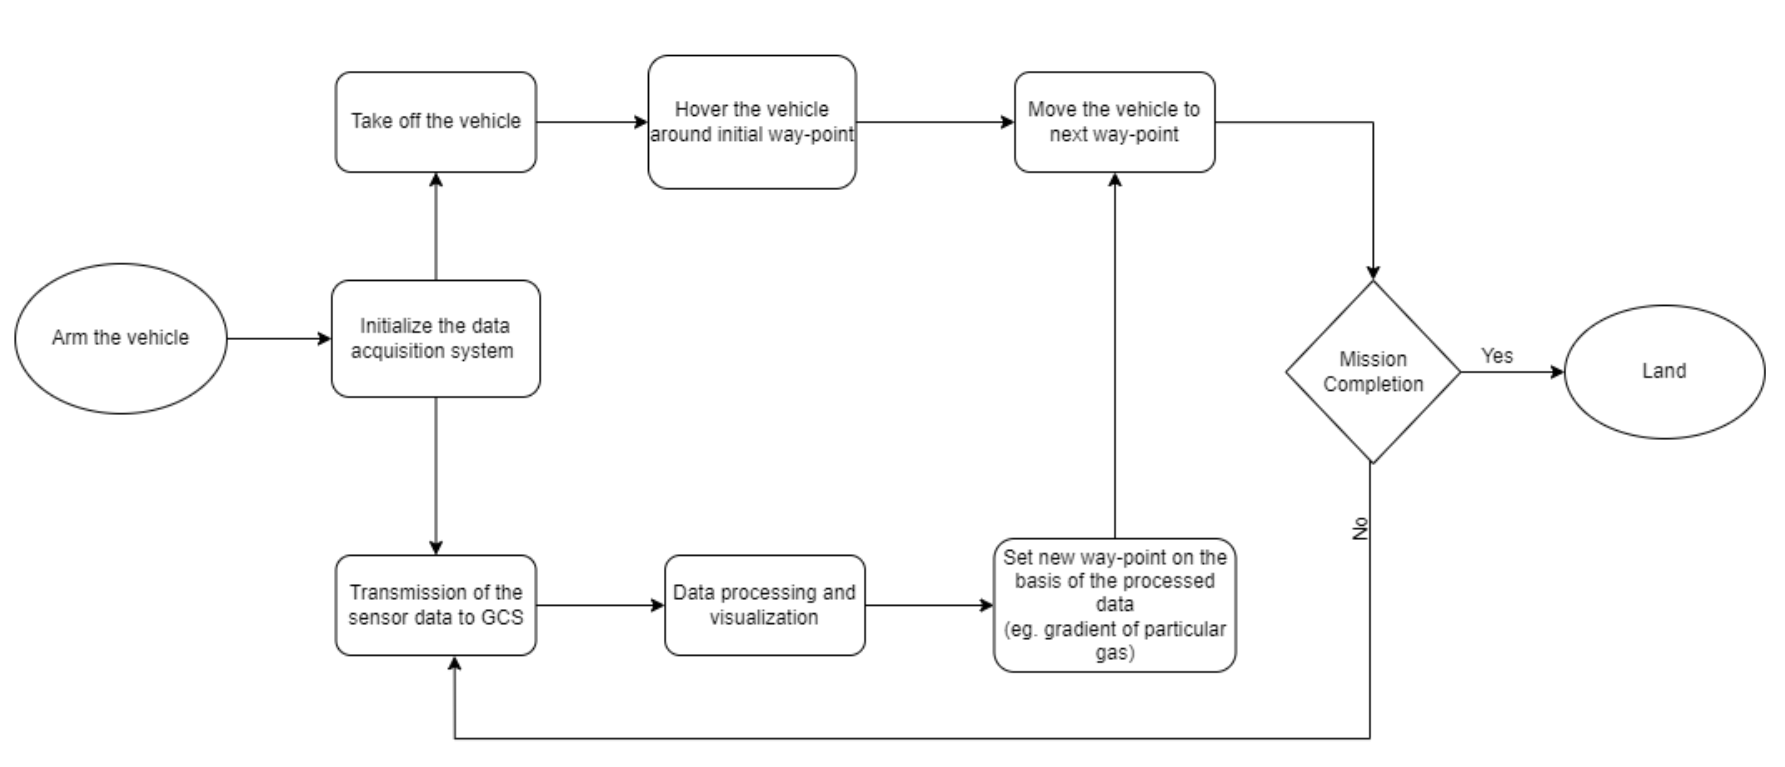 Take off the vehicle
Hover the vehicle
around initial way-point
Move the vehicle to
next way-point
Arm the vehicle
Initialize the data
acquisition system
Mission
Completion
Yes
Land
No
Transmission of the
sensor data to GCS
Data processing and
visualization
Set new way-point on the
basis of the processed
data
(eg. gradient of particular
gas)